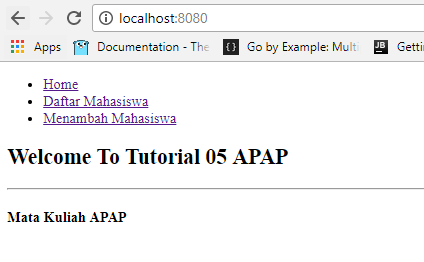 localhost:8080
Apps Documentation - The Go by Example: Multi JB Getti
Home
Daftar Mahasiswa
Menambah Mahasiswa
Welcome To Tutorial 05 APAP
Mata Kuliah APAP